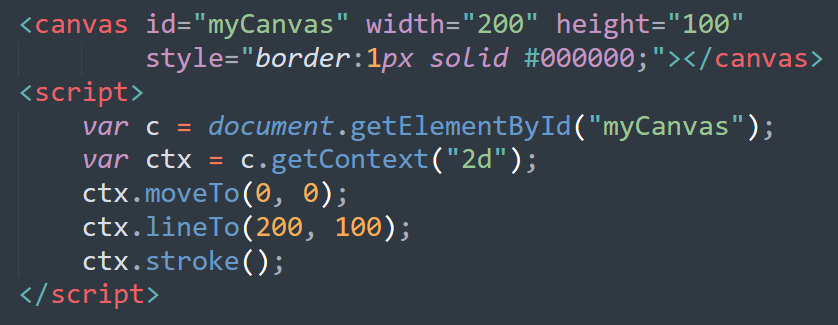 <canvas id="myCanvas" width="200" height="100"
        style="border:1px solid #000000;"></canvas>
<script>
    var c = document.getElementById("myCanvas");
    var ctx = c.getContext("2d");
    ctx.moveTo(0, 0);
    ctx.lineTo(200, 100);
    ctx.stroke();
</script>